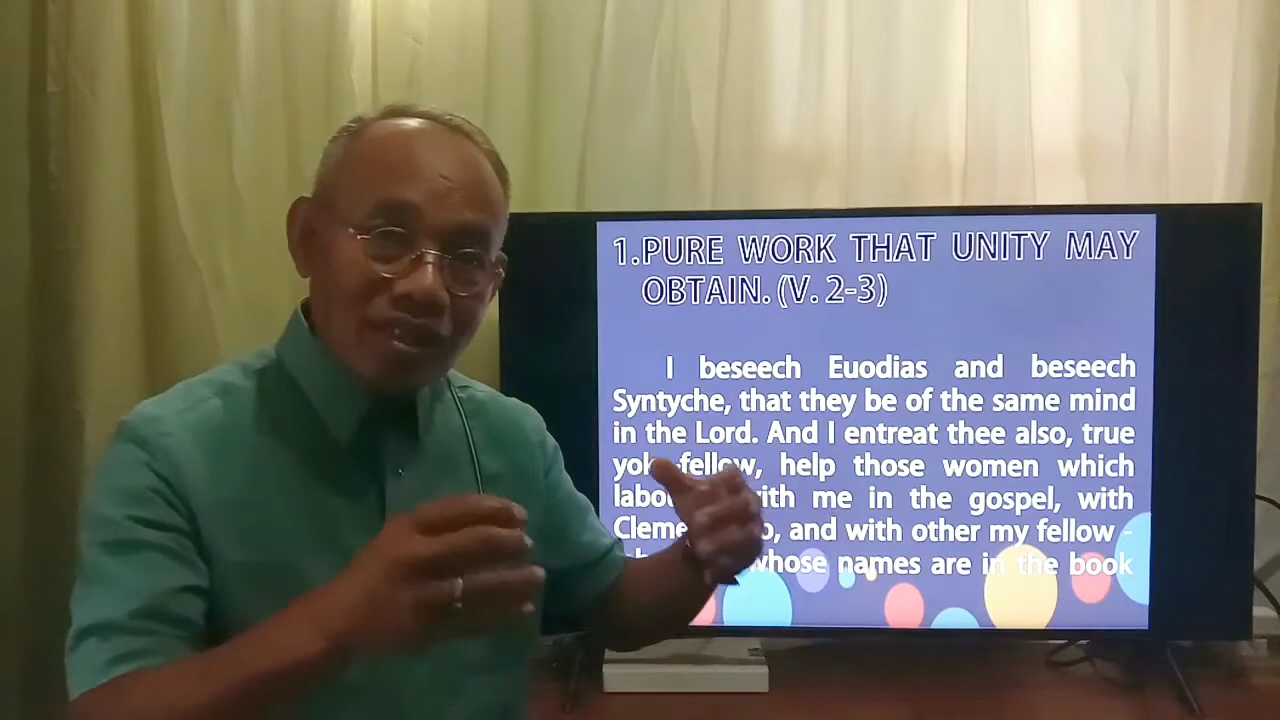 1.PURE WORK THAT UNITY MAY
OBTAIN. (V. 2-3)
I beseech Euodias and beseech
Syntyche, that they be of the same mind
in the Lord. And I entreat thee also, true
fellow, help those women which
with me in the gospel, with
and with other my fellow -
whose names are in the book